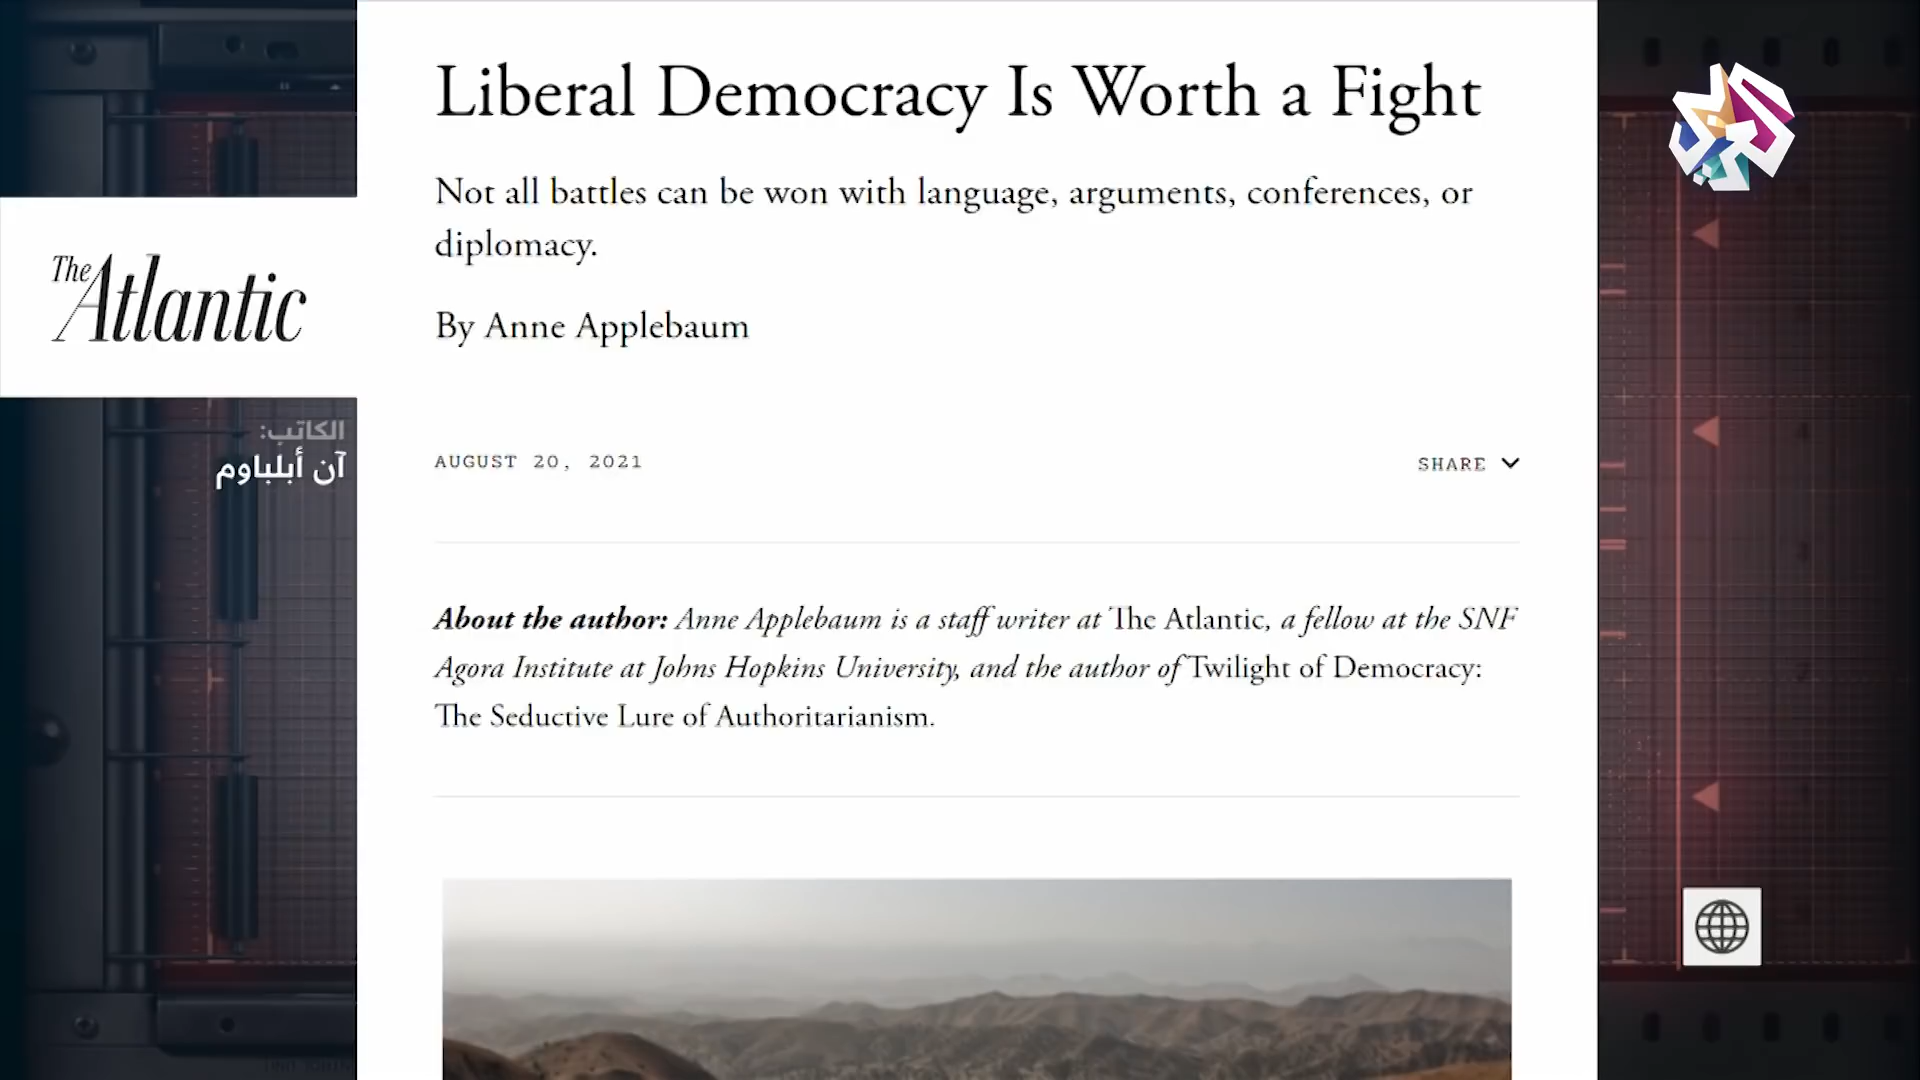 Liberal Democracy Is Worth a Fight
Not all battles can be won with language, arguments, conferences, or
diplomacy.
By Anne Applebaum
The Atlantic
الكاتب:
آن أبلباوم
AUGUST 20, 2021
SHARE
About the author: Anne Applebaum is a staff writer at The Atlantic, a fellow at the SNF
Agora Institute at Johns Hopkins University, and the author of Twilight of Democracy:
The Seductive Lure of Authoritarianism.